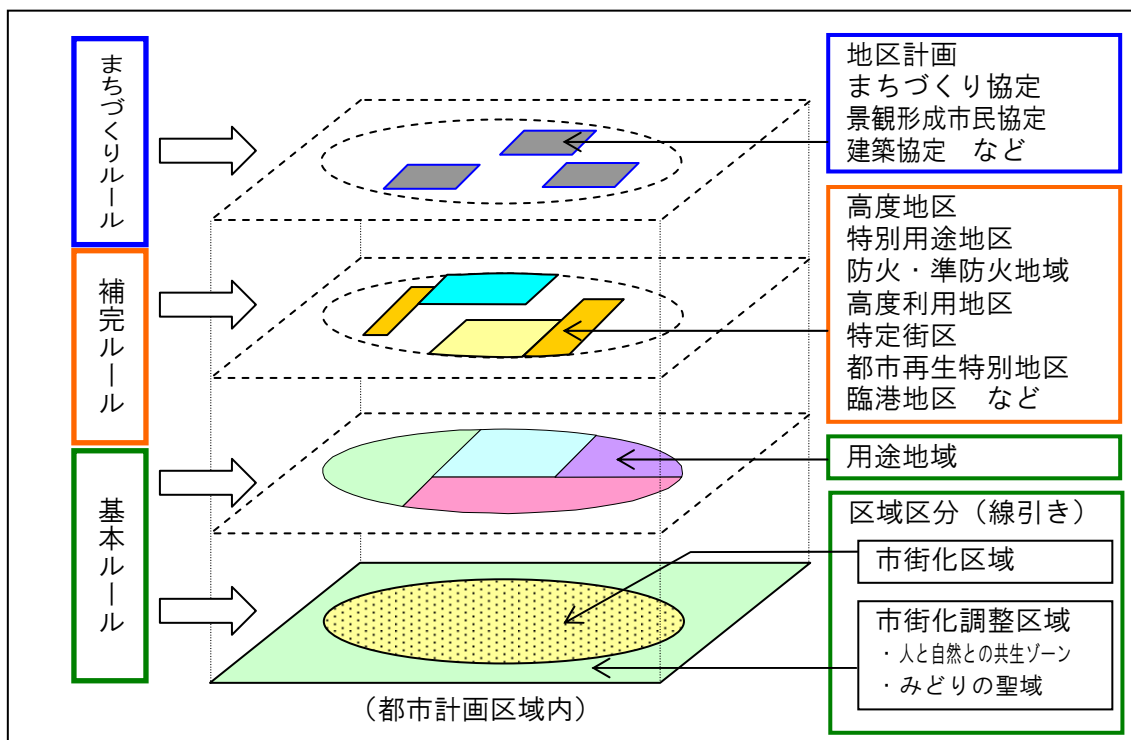 まちづくりルール
地区計画
まちづくり協定
景観形成市民協定
建築協定　など
補完ルール
高度地区
特別用途地区
防火・準防火地域
高度利用地区
特定街区
都市再生特別地区
臨港地区　など
基本ルール
用途地域
区域区分（線引き）
市街化区域
市街化調整区域
・人と自然との共生ゾーン
・みどりの聖域
（都市計画区域内）